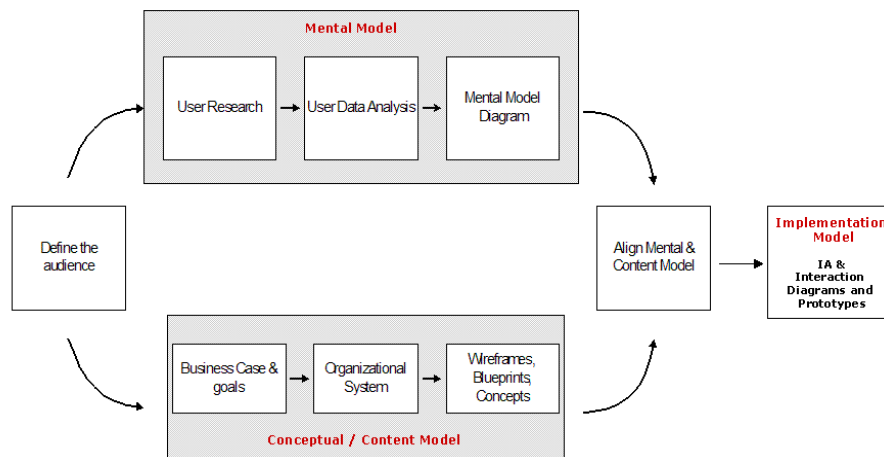 Mental Model
User Research
User Data Analysis
Mental Model
Diagram
Define the
audience
Align Mental &
Content Model
Implementation
Model
IA &
Interaction
Diagrams and
Prototypes
Business Case &
goals
Organizational
System
Wireframes,
Blueprints,
Concepts
Conceptual / Content Model